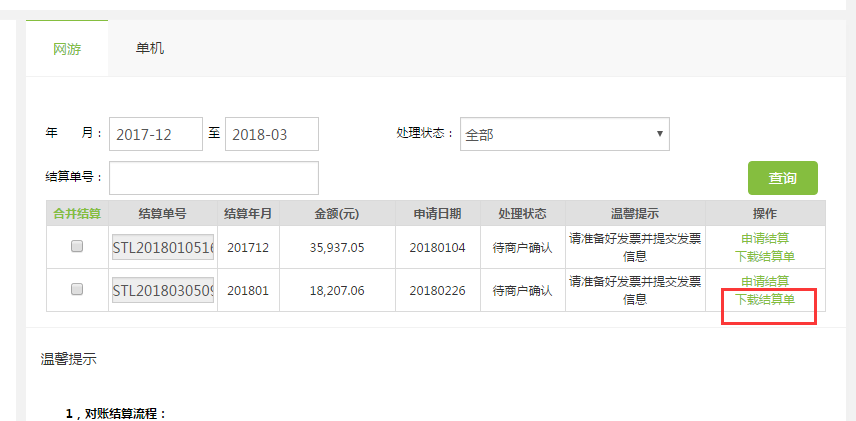 网游 单机
年 月： 2017-12 至 2018-03 处理状态： 全部
结算单号：
查询
合并结算 结算单号 结算年月 金额(元) 申请日期 处理状态 温馨提示 操作
STL2018010516 201712 35,937.05 20180104 待商户确认 请准备好发票并提交发票 申请结算
信息 下载结算单
STL2018030509 201801 18,207.06 20180226 待商户确认 请准备好发票并提交发票 申请结算
信息 下载结算单
温馨提示
1，对账结算流程：